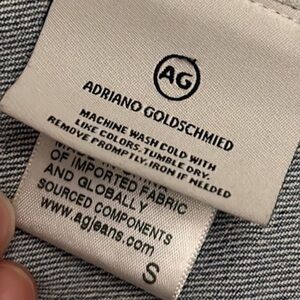 AG
ADRIANO GOLDSCHMIED
MACHINE WASH COLD WITH
LIKE COLORS. TUMBLE DRY.
REMOVE PROMPTLY. IRON IF NEEDED
OF IMPORTED FABRIC
AND GLOBALLY
SOURCED COMPONENTS
www.agjeans.com
S